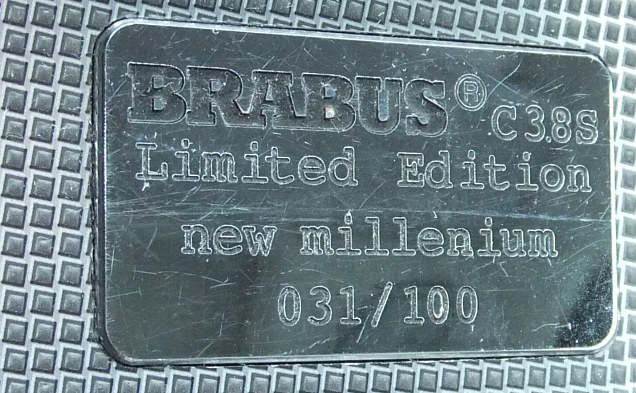 BRABUS® C3.8S
Limited Edition
new millenium
031/100